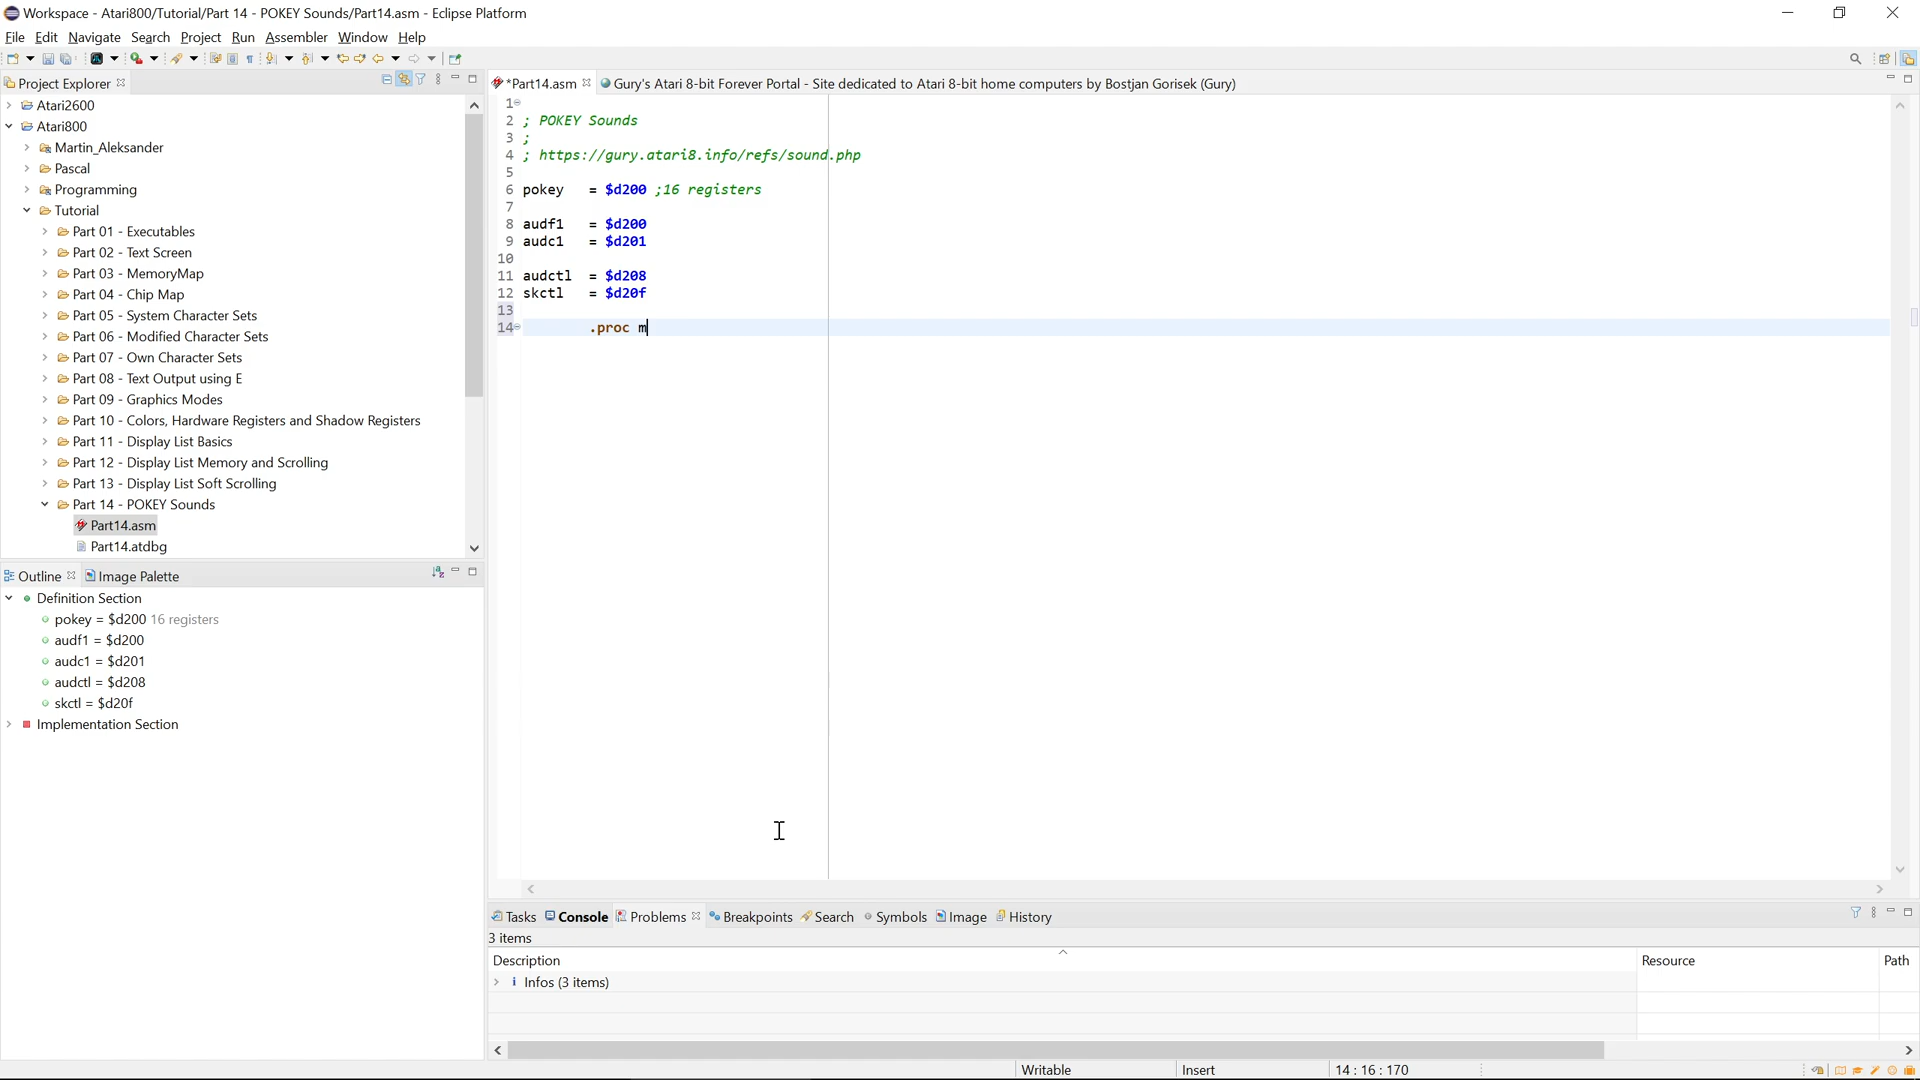 Workspace - Atari800/Tutorial/Part 14 - POKEY Sounds/Part14.asm - Eclipse Platform
File Edit Navigate Search Project Run Assembler Window Help
Project Explorer
Atari2600
Atari800
Martin_Aleksander
Pascal
Programming
Tutorial
Part 01 - Executables
Part 02 - Text Screen
Part 03 - MemoryMap
Part 04 - Chip Map
Part 05 - System Character Sets
Part 06 - Modified Character Sets
Part 07 - Own Character Sets
Part 08 - Text Output using E
Part 09 - Graphics Modes
Part 10 - Colors, Hardware Registers and Shadow Registers
Part 11 - Display List Basics
Part 12 - Display List Memory and Scrolling
Part 13 - Display List Soft Scrolling
Part 14 - POKEY Sounds
Part14.asm
Part14.atdbg
Outline Image Palette
Definition Section
pokey = $d200 16 registers
audf1 = $d200
audc1 = $d201
audctl = $d208
skctl = $d20f
Implementation Section
*Part14.asm Gury's Atari 8-bit Forever Portal - Site dedicated to Atari 8-bit home computers by Bostjan Gorisek (Gury)
1
2 ; POKEY Sounds
3 ;
4 ; https://gury.atari8.info/refs/sound.php
5
6 pokey = $d200 ;16 registers
7
8 audf1 = $d200
9 audc1 = $d201
10
11 audctl = $d208
12 skctl = $d20f
13
14 .proc m
Tasks Console Problems Breakpoints Search Symbols Image History
3 items
Description Resource Path
Infos (3 items)
Writable Insert 14 : 16 : 170